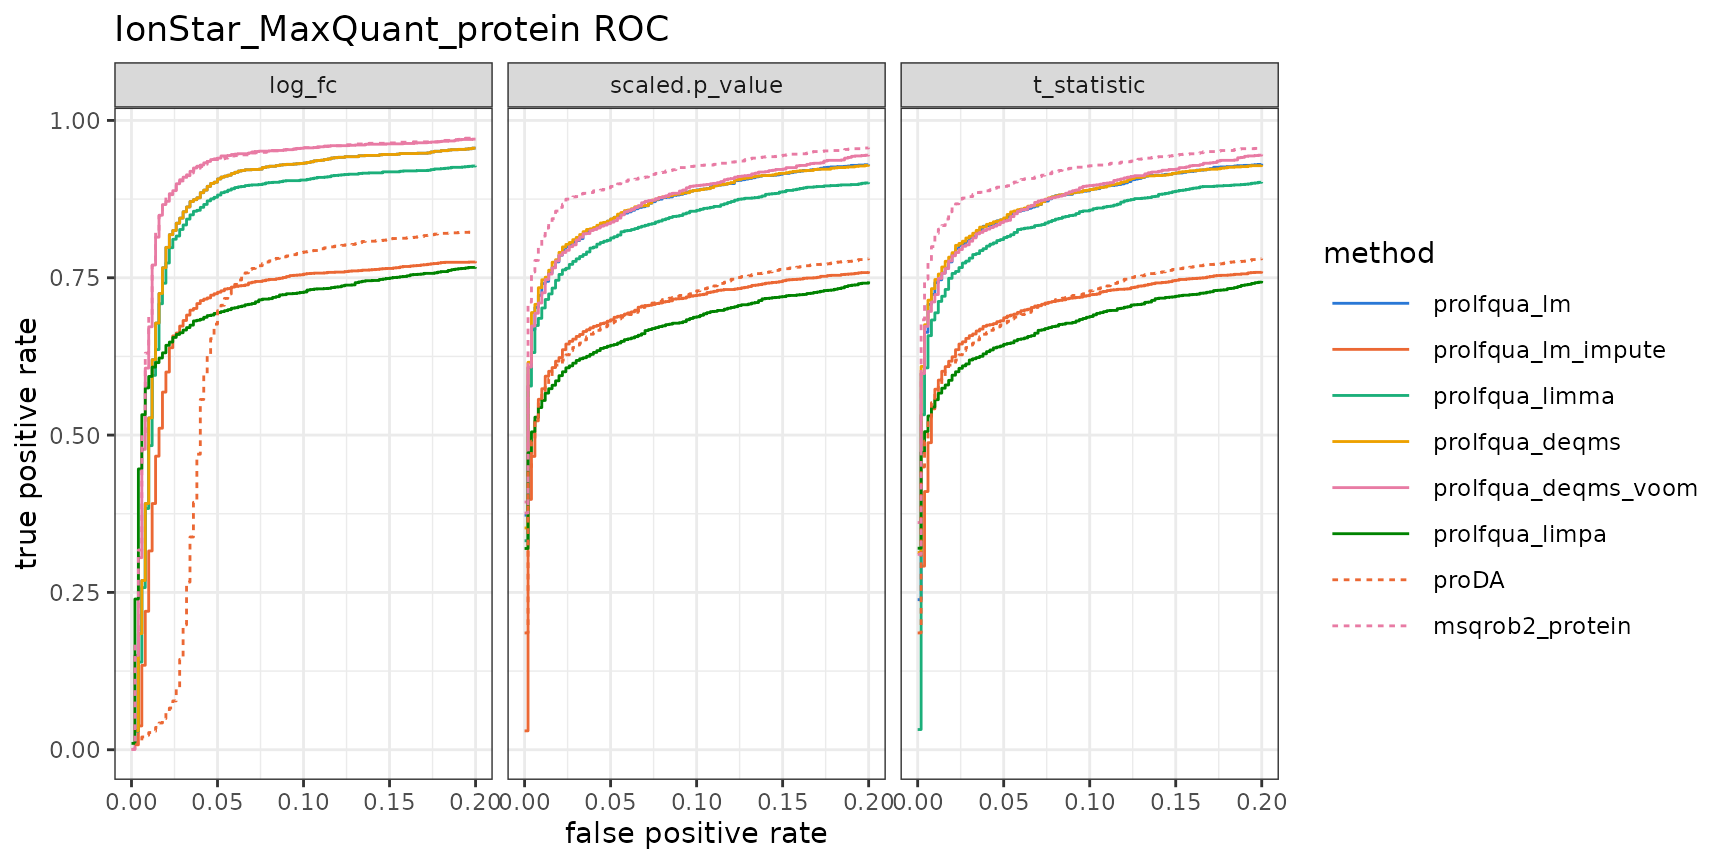 IonStar_MaxQuant_protein ROC
log_fc
scaled.p_value
t_statistic
true positive rate
1.00
0.75
0.50
0.25
0.00
0.00 0.05 0.10 0.15 0.20
0.00 0.05 0.10 0.15 0.20
0.00 0.05 0.10 0.15 0.20
false positive rate
method
prolfqua_lm
prolfqua_lm_impute
prolfqua_limma
prolfqua_deqms
prolfqua_deqms_voom
prolfqua_limpa
proDA
msqrob2_protein